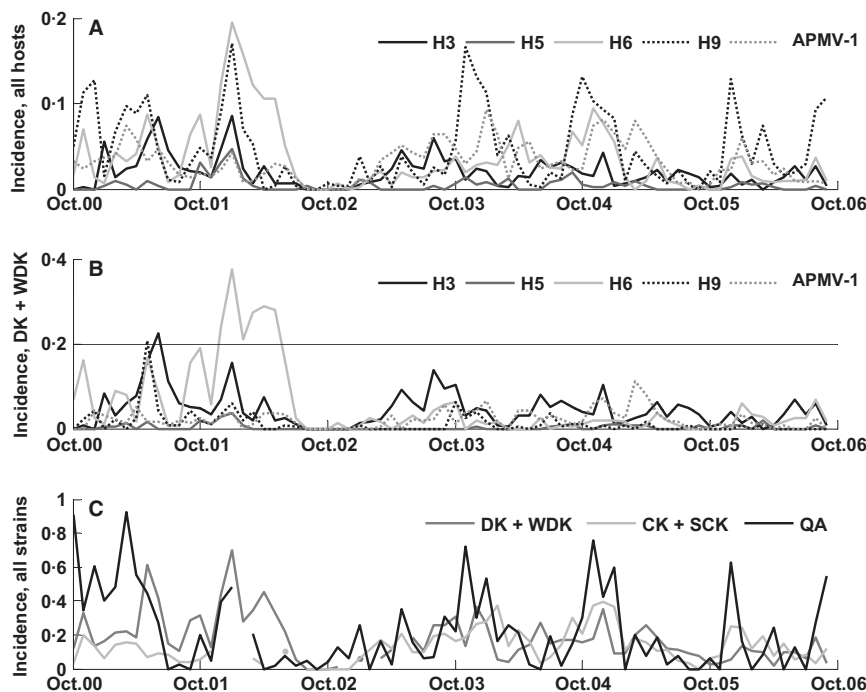 A
Incidence, all hosts
0·2
0·1
0
H3 H5 H6 H9 APMV-1
Oct.00 Oct.01 Oct.02 Oct.03 Oct.04 Oct.05 Oct.06
B
Incidence, DK + WDK
0·4
0·2
0
H3 H5 H6 H9 APMV-1
Oct.00 Oct.01 Oct.02 Oct.03 Oct.04 Oct.05 Oct.06
C
Incidence, all strains
1
0·8
0·6
0·4
0·2
0
DK + WDK CK + SCK QA
Oct.00 Oct.01 Oct.02 Oct.03 Oct.04 Oct.05 Oct.06